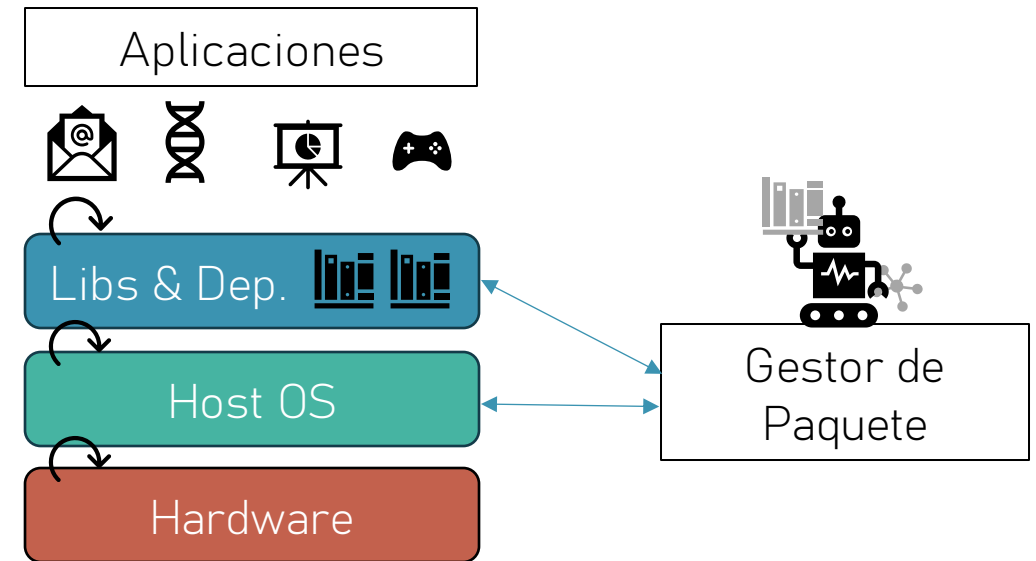 Aplicaciones
@
Libs & Dep.
Host OS
Hardware
Gestor de
Paquete